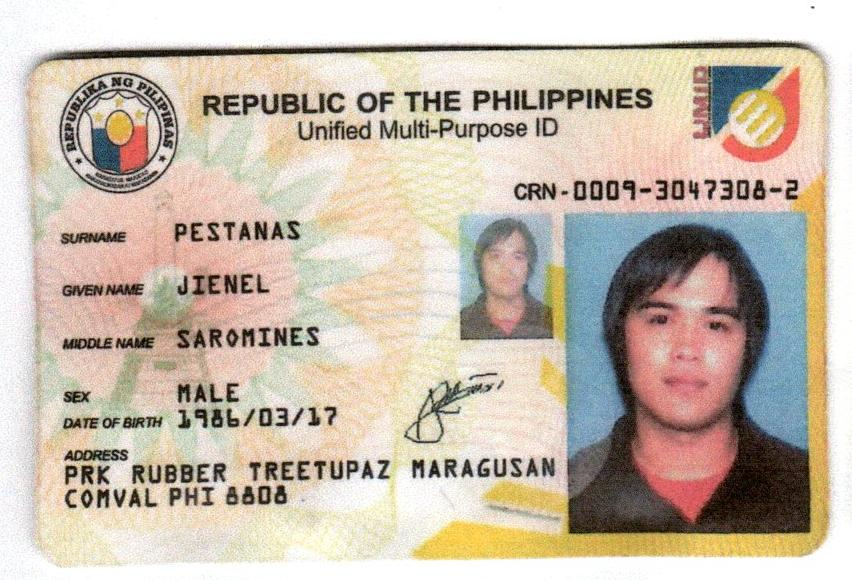 REPUBLIKA NG PILIPINAS
REPUBLIC OF THE PHILIPPINES
Unified Multi-Purpose ID
UMID
CRN-0009-3047308-2
SURNAME PESTANAS
GIVEN NAME JIENEL
MIDDLE NAME SAROMINES
SEX MALE
DATE OF BIRTH 1986/03/17
ADDRESS
PRK RUBBER TREETUPAZ MARAGUSAN
COMVAL PHI 8808